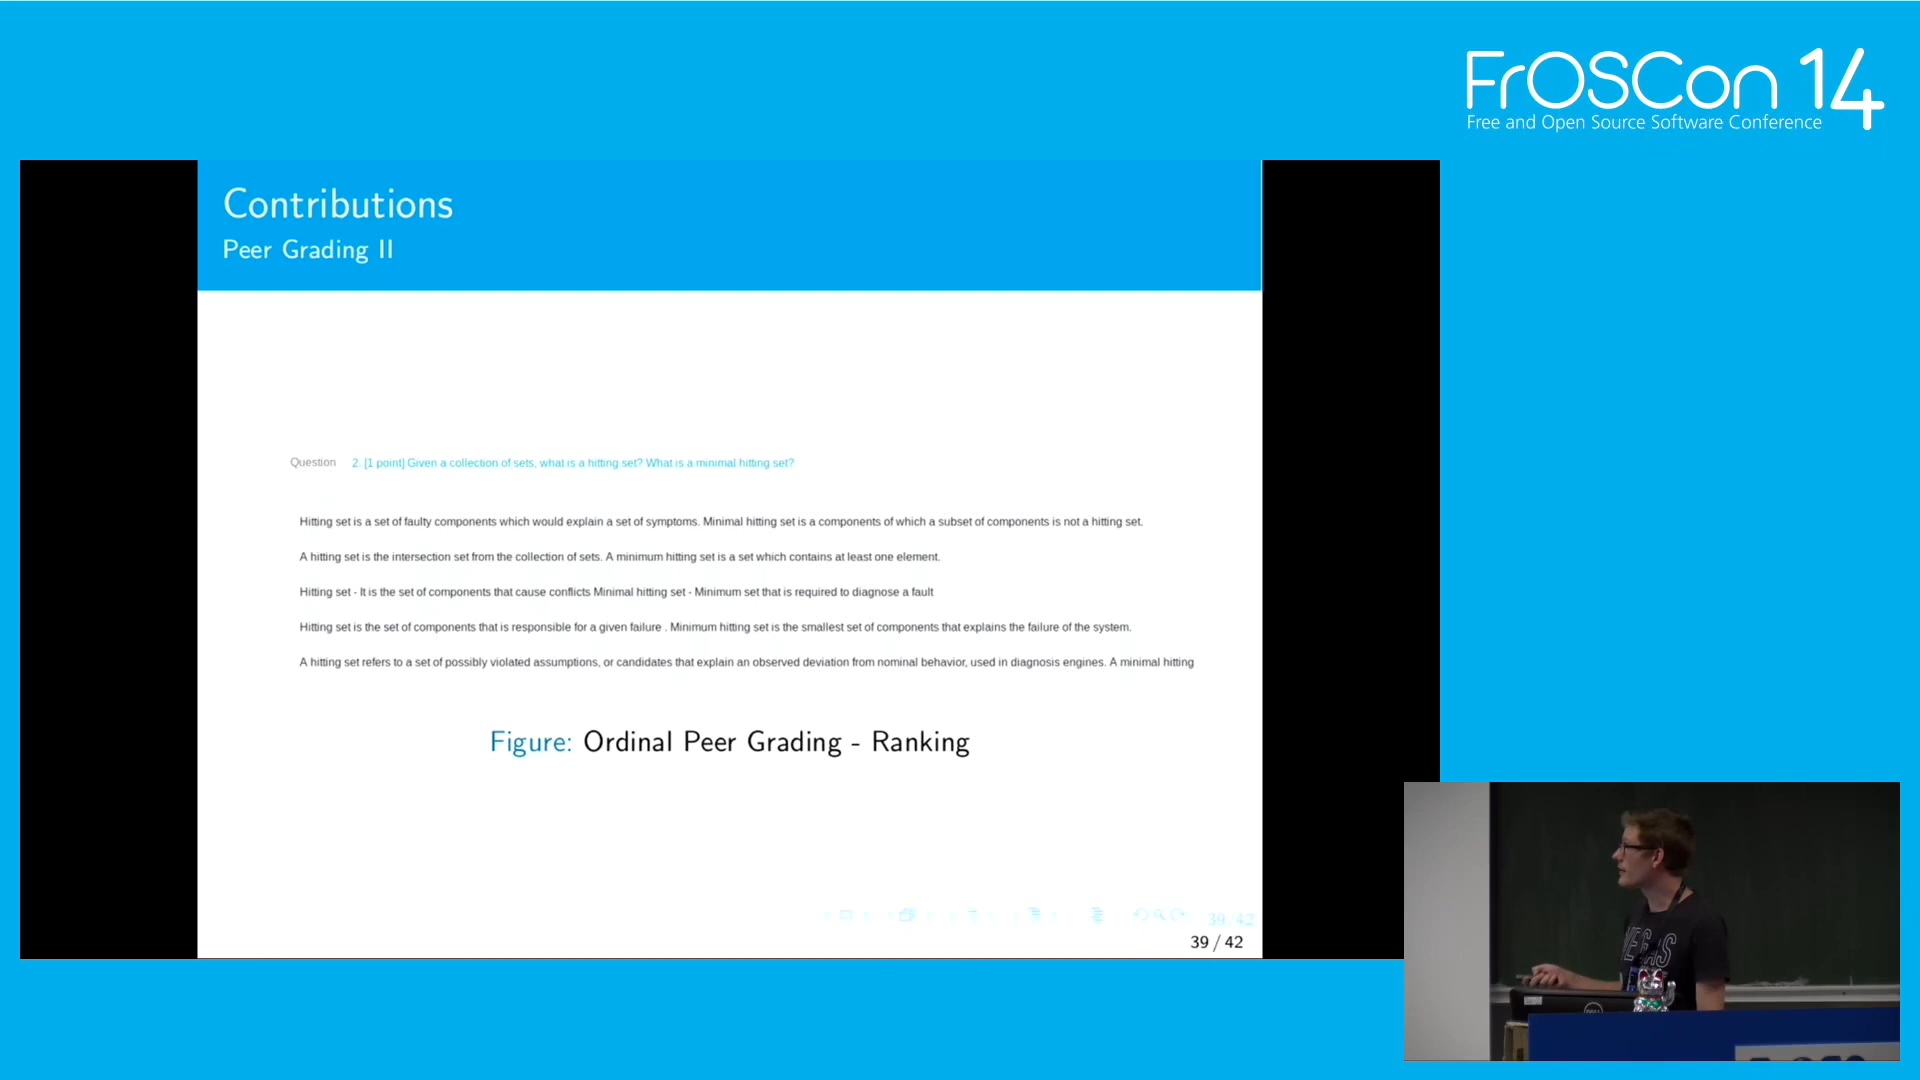 FrOSCon 14
Free and Open Source Software Conference
Contributions
Peer Grading II
Question 2. [1 point] Given a collection of sets, what is a hitting set? What is a minimal hitting set?
Hitting set is a set of faulty components which would explain a set of symptoms. Minimal hitting set is a components of which a subset of components is not a hitting set.
A hitting set is the intersection set from the collection of sets. A minimum hitting set is a set which contains at least one element.
Hitting set - It is the set of components that cause conflicts Minimal hitting set - Minimum set that is required to diagnose a fault
Hitting set is the set of components that is responsible for a given failure . Minimum hitting set is the smallest set of components that explains the failure of the system.
A hitting set refers to a set of possibly violated assumptions, or candidates that explain an observed deviation from nominal behavior, used in diagnosis engines. A minimal hitting
Figure: Ordinal Peer Grading - Ranking
39 / 42
39 / 42
DELL